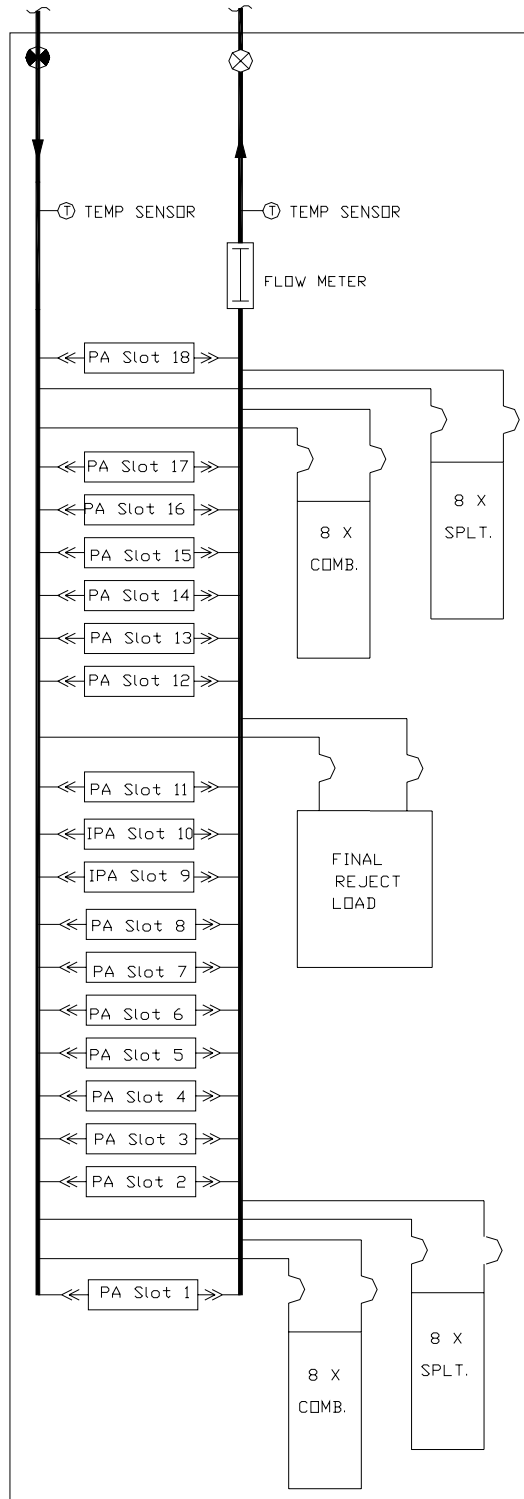 T TEMP SENSOR
T TEMP SENSOR
FLOW METER
PA Slot 18
PA Slot 17
PA Slot 16
8 X
SPLT.
8 X
COMB.
PA Slot 15
PA Slot 14
PA Slot 13
PA Slot 12
PA Slot 11
IPA Slot 10
IPA Slot 9
FINAL
REJECT
LOAD
PA Slot 8
PA Slot 7
PA Slot 6
PA Slot 5
PA Slot 4
PA Slot 3
PA Slot 2
PA Slot 1
8 X
SPLT.
8 X
COMB.